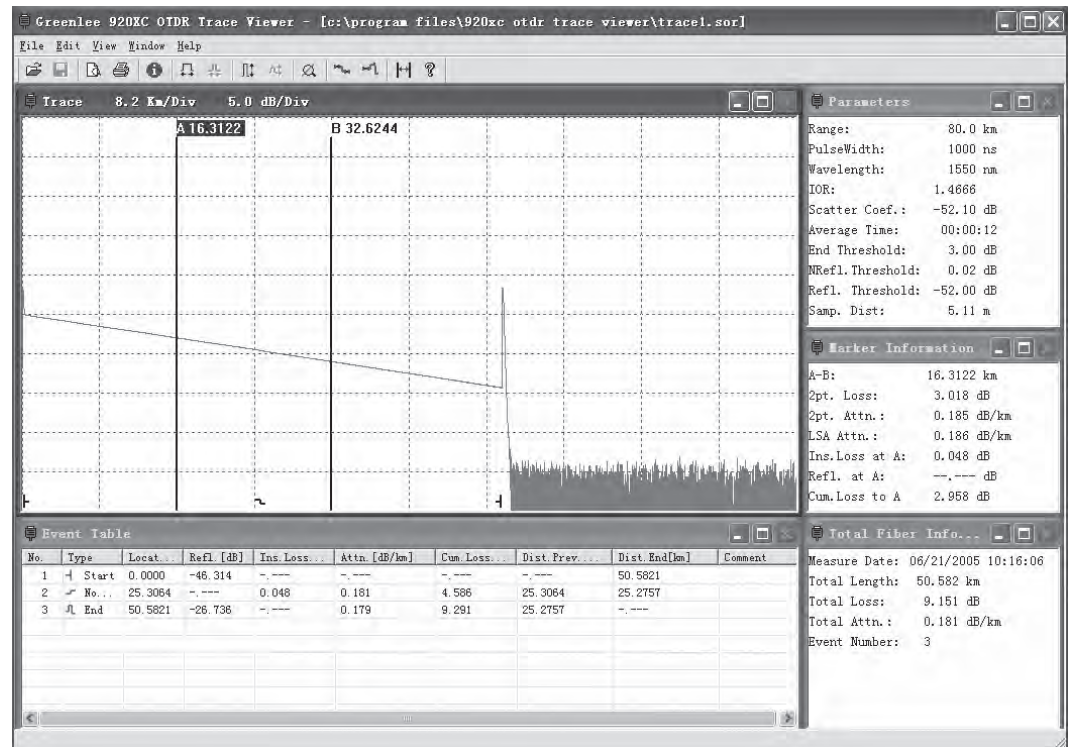 Greenlee 920XC OTDR Trace Viewer - [c:\program files\920xc otdr trace viewer\trace1.sor]
File Edit View Window Help
Trace 8.2 Km/Div 5.0 dB/Div
A 16.3122 B 32.6244
Parameters
Range: 80.0 km
PulseWidth: 1000 ns
Wavelength: 1550 nm
IOR: 1.4666
Scatter Coef.: -52.10 dB
Average Time: 00:00:12
End Threshold: 3.00 dB
NRefl.Threshold: 0.02 dB
Refl. Threshold: -52.00 dB
Samp. Dist: 5.11 m
Marker Information
A-B: 16.3122 km
2pt. Loss: 3.018 dB
2pt. Attn.: 0.185 dB/km
LSA Attn.: 0.186 dB/km
Ins.Loss at A: 0.048 dB
Refl. at A: --.--- dB
Cum.Loss to A 2.958 dB
Event Table
No. Type Locat... Refl.[dB] Ins.Loss... Attn.[dB/km] Cum.Loss... Dist.Prev.... Dist.End[km] Comment
1 Start 0.0000 -46.314 -.--- -.--- -.--- -.--- 50.5821
2 No... 25.3064 -.--- 0.048 0.181 4.586 25.3064 25.2757
3 End 50.5821 -26.736 -.--- 0.179 9.291 25.2757 -.---
Total Fiber Info...
Measure Date: 06/21/2005 10:16:06
Total Length: 50.582 km
Total Loss: 9.151 dB
Total Attn.: 0.181 dB/km
Event Number: 3